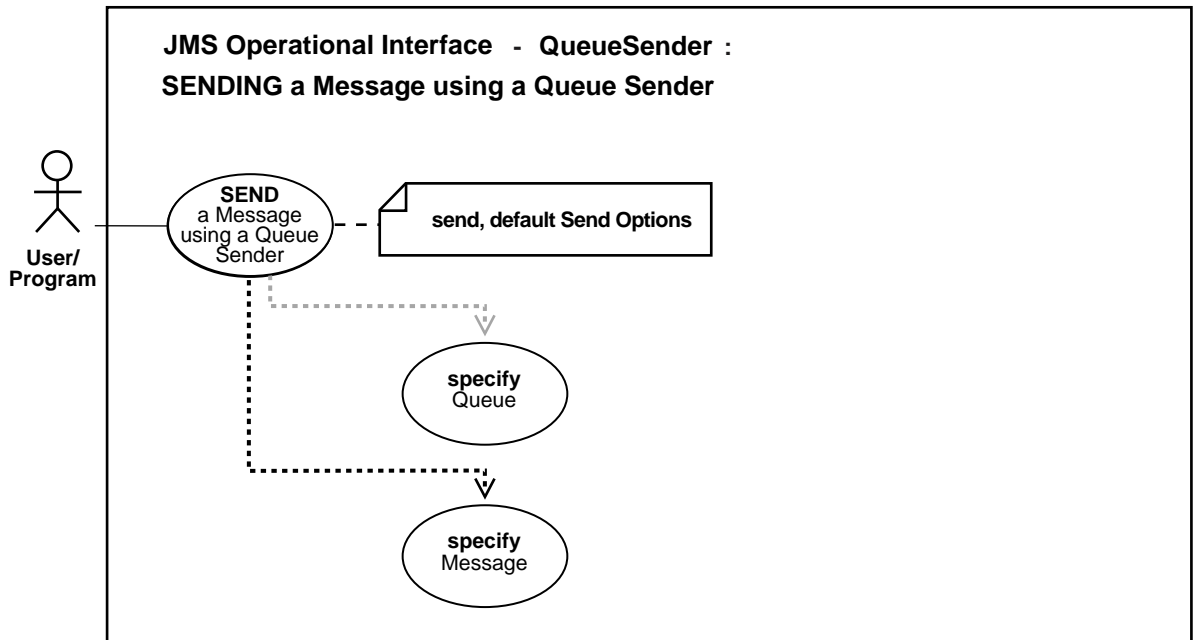 JMS Operational Interface - QueueSender :
SENDING a Message using a Queue Sender
User/
Program
SEND
a Message
using a Queue
Sender
send, default Send Options
specify
Queue
specify
Message